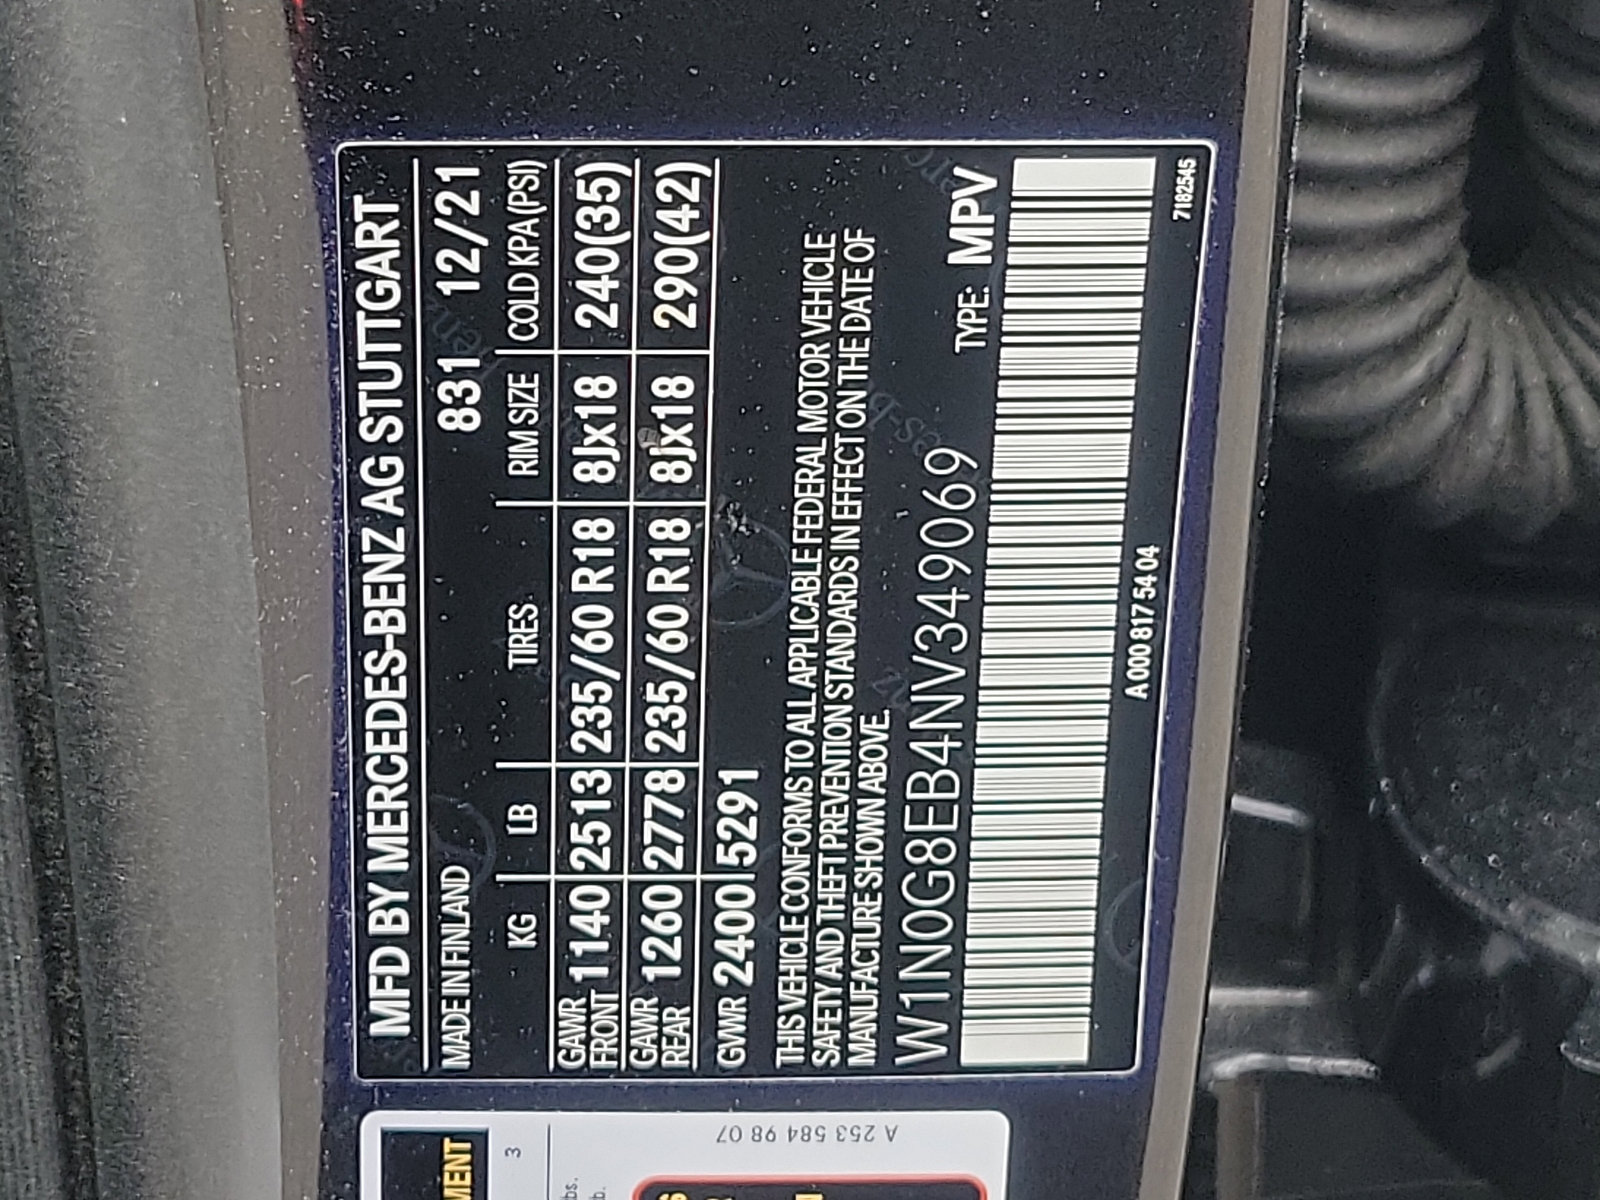 MFD BY MERCEDES-BENZ AG STUTTGART
MADE IN FINLAND 831 12/21
KG LB TIRES RIM SIZE COLD KPA (PSI)
GAWR FRONT 1140 2513 235/60 R18 8Jx18 240(35)
GAWR REAR 1260 2778 235/60 R18 8Jx18 290(42)
GWR 2400 5291
THIS VEHICLE CONFORMS TO ALL APPLICABLE FEDERAL MOTOR VEHICLE
SAFETY AND THEFT PREVENTION STANDARDS IN EFFECT ON THE DATE OF
MANUFACTURE SHOWN ABOVE.
W1N0G8EB4NV349069 TYPE: MPV
A 000 817 54 04
7182545
MENT
3
A 253 584 98 07